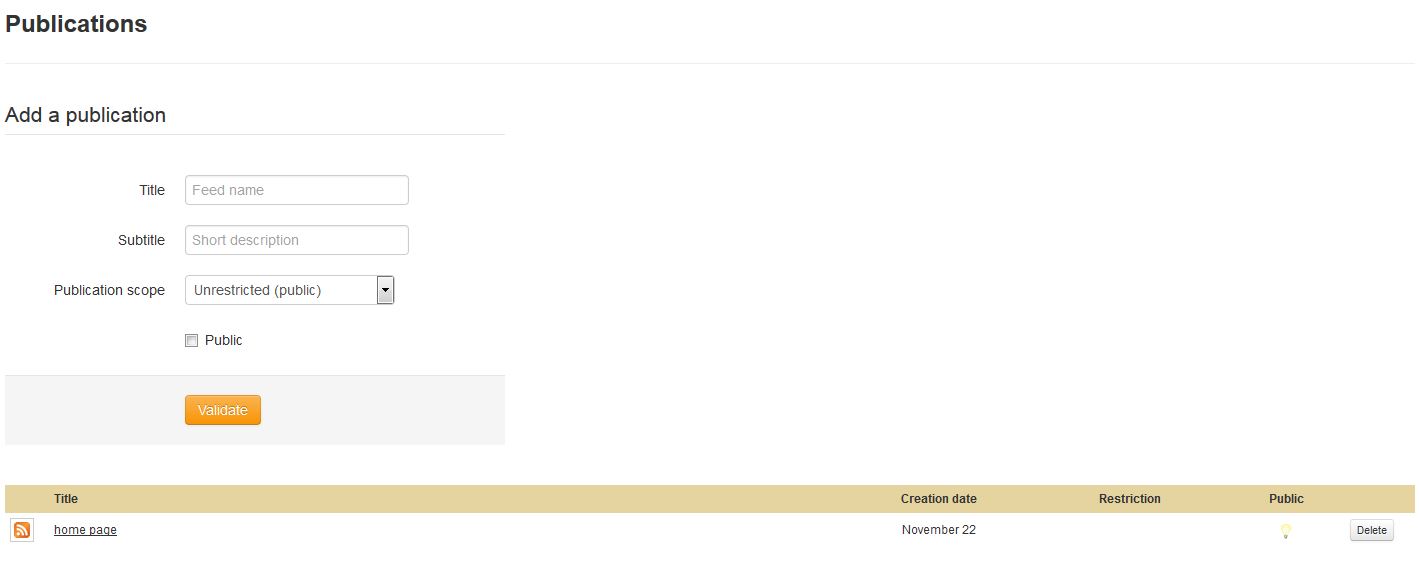 Publications
Add a publication
Title Feed name
Subtitle Short description
Publication scope Unrestricted (public)
Public
Validate
Title Creation date Restriction Public
home page November 22 Delete